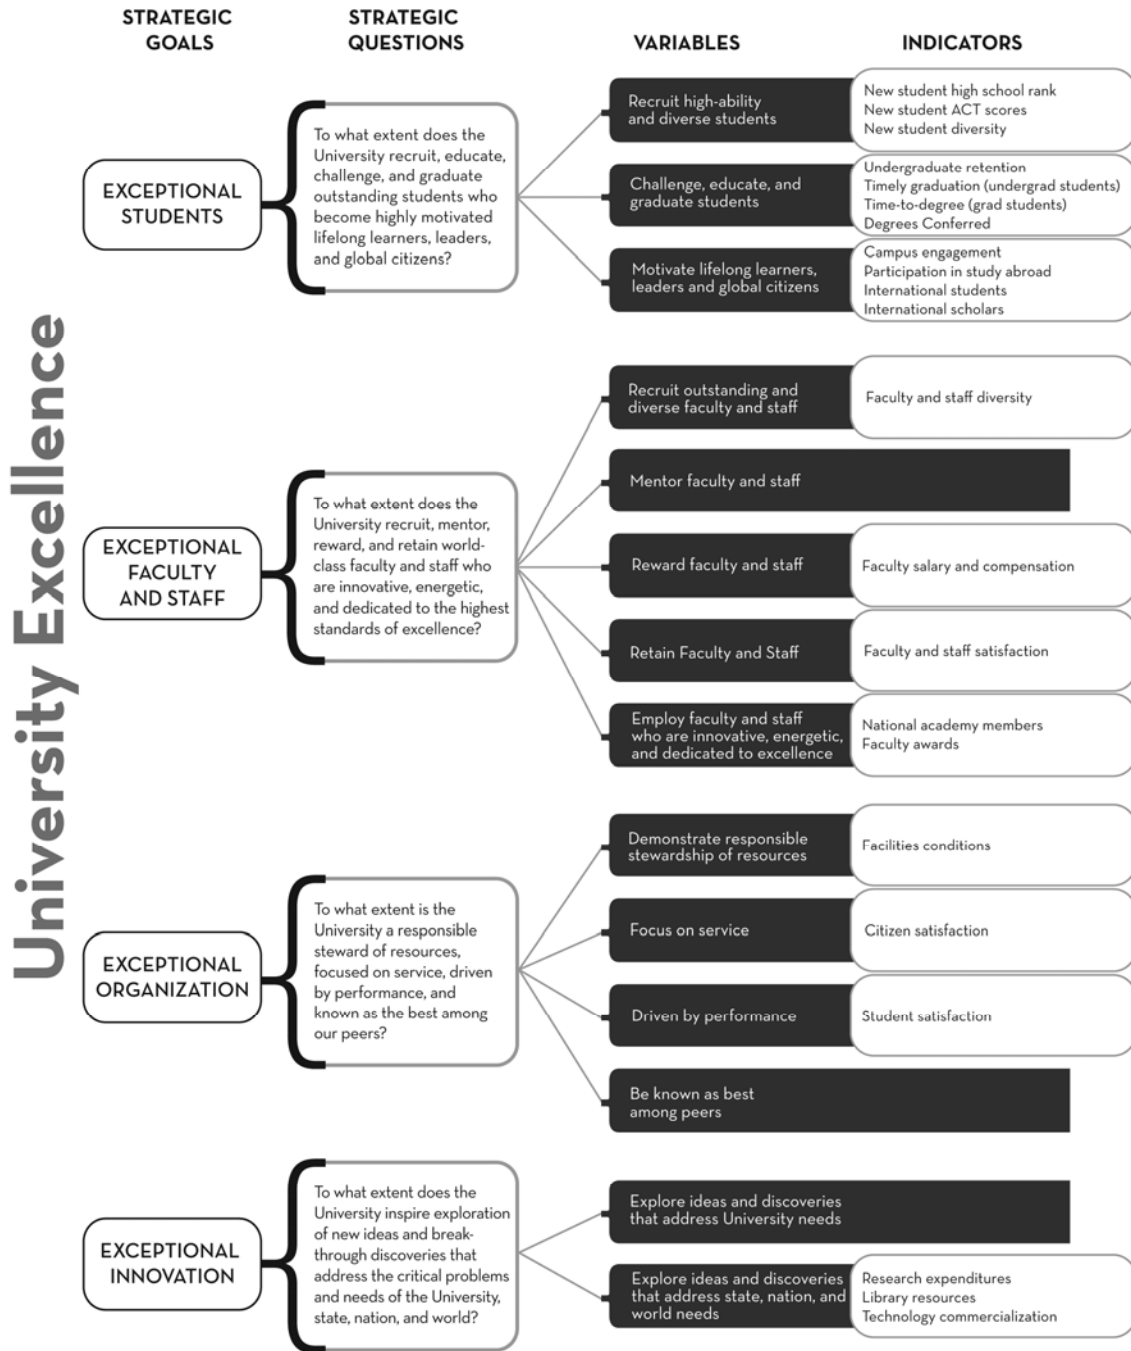 STRATEGIC
GOALS
STRATEGIC
QUESTIONS
VARIABLES
INDICATORS
University Excellence
EXCEPTIONAL
STUDENTS
To what extent does the
University recruit, educate,
challenge, and graduate
outstanding students who
become highly motivated
lifelong learners, leaders,
and global citizens?
Recruit high-ability
and diverse students
New student high school rank
New student ACT scores
New student diversity
Challenge, educate, and
graduate students
Undergraduate retention
Timely graduation (undergrad students)
Time-to-degree (grad students)
Degrees Conferred
Motivate lifelong learners,
leaders and global citizens
Campus engagement
Participation in study abroad
International students
International scholars
EXCEPTIONAL
FACULTY
AND STAFF
To what extent does the
University recruit, mentor,
reward, and retain world-
class faculty and staff who
are innovative, energetic,
and dedicated to the highest
standards of excellence?
Recruit outstanding and
diverse faculty and staff
Faculty and staff diversity
Mentor faculty and staff
Reward faculty and staff
Faculty salary and compensation
Retain Faculty and Staff
Faculty and staff satisfaction
Employ faculty and staff
who are innovative, energetic,
and dedicated to excellence
National academy members
Faculty awards
EXCEPTIONAL
ORGANIZATION
To what extent is the
University a responsible
steward of resources,
focused on service, driven
by performance, and
known as the best among
our peers?
Demonstrate responsible
stewardship of resources
Facilities conditions
Focus on service
Citizen satisfaction
Driven by performance
Student satisfaction
Be known as best
among peers
EXCEPTIONAL
INNOVATION
To what extent does the
University inspire exploration
of new ideas and break-
through discoveries that
address the critical problems
and needs of the University,
state, nation, and world?
Explore ideas and discoveries
that address University needs
Explore ideas and discoveries
that address state, nation, and
world needs
Research expenditures
Library resources
Technology commercialization